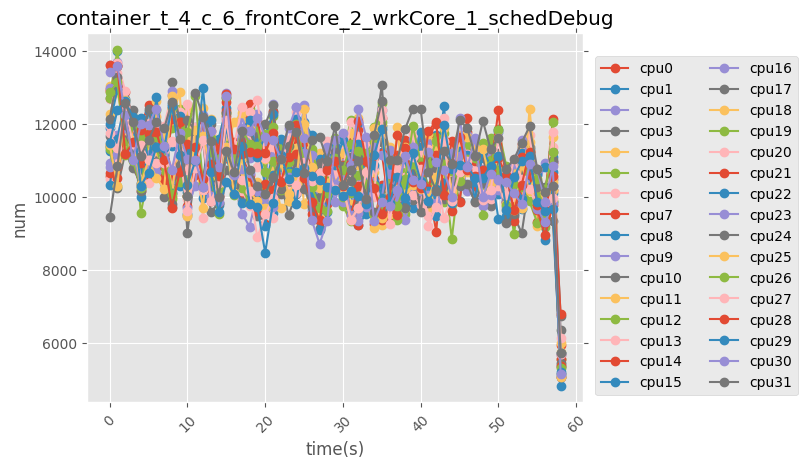 container_t_4_c_6_frontCore_2_wrkCore_1_schedDebug
14000
12000
10000
8000
6000
num
0
10
20
30
40
50
60
time(s)
cpu0
cpu1
cpu2
cpu3
cpu4
cpu5
cpu6
cpu7
cpu8
cpu9
cpu10
cpu11
cpu12
cpu13
cpu14
cpu15
cpu16
cpu17
cpu18
cpu19
cpu20
cpu21
cpu22
cpu23
cpu24
cpu25
cpu26
cpu27
cpu28
cpu29
cpu30
cpu31